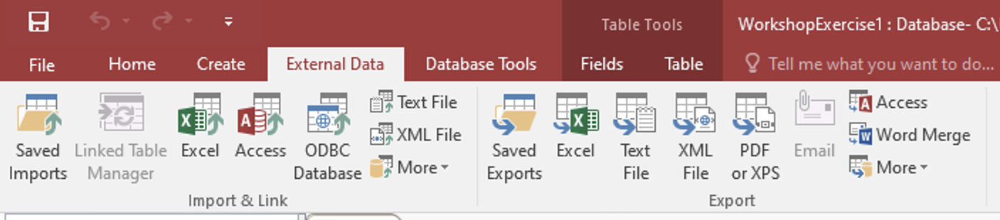 Table Tools
WorkshopExercise1 : Database- C:\
File Home Create External Data Database Tools Fields Table Tell me what you want to do...
Saved Imports
Linked Table Manager
Excel
Access
ODBC Database
Text File
XML File
More
Import & Link
Saved Exports
Excel
Text File
XML File
PDF or XPS
Email
Access
Word Merge
More
Export